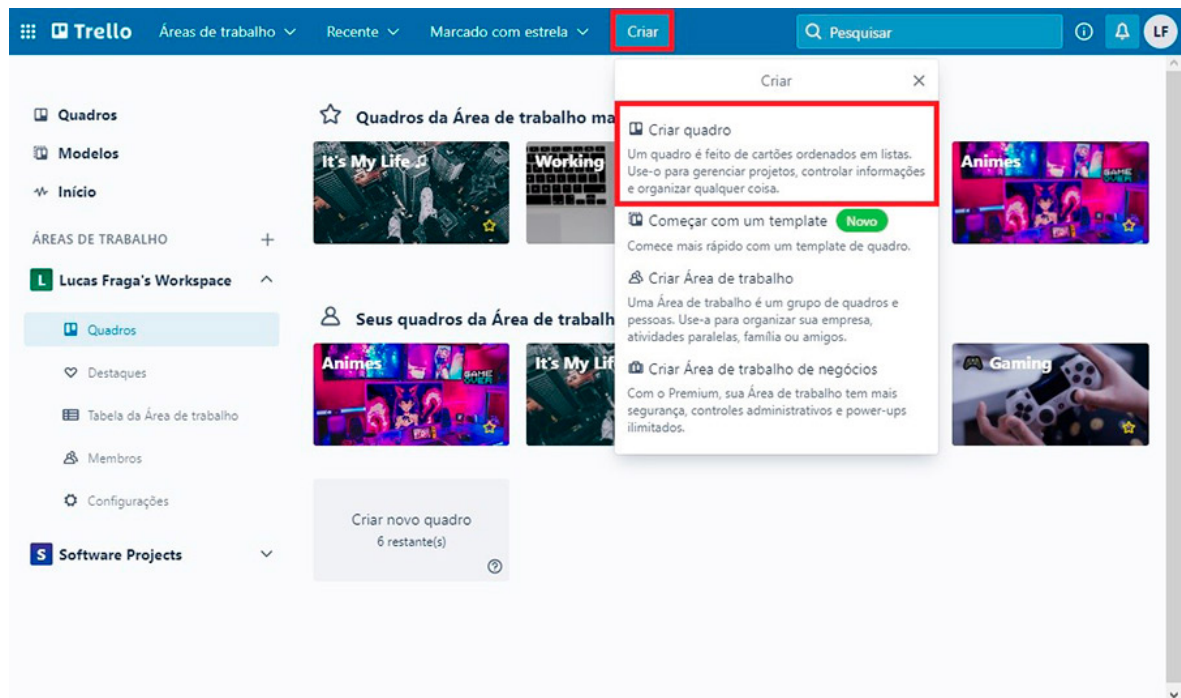 Trello
Áreas de trabalho
Recente
Marcado com estrela
Criar
Pesquisar
LF
Quadros
Modelos
Início
ÁREAS DE TRABALHO
L Lucas Fraga's Workspace
Quadros
Destaques
Tabela da Área de trabalho
Membros
Configurações
S Software Projects
Quadros da Área de trabalho ma
It's My Life
Working
Animes
GAME
OVER
Seus quadros da Área de trabalh
Animes
GAME
OVER
It's My Lif
Gaming
Criar novo quadro
6 restante(s)
Criar
Criar quadro
Um quadro é feito de cartões ordenados em listas.
Use-o para gerenciar projetos, controlar informações
e organizar qualquer coisa.
Começar com um template Novo
Comece mais rápido com um template de quadro.
Criar Área de trabalho
Uma Área de trabalho é um grupo de quadros e
pessoas. Use-a para organizar sua empresa,
atividades paralelas, família ou amigos.
Criar Área de trabalho de negócios
Com o Premium, sua Área de trabalho tem mais
segurança, controles administrativos e power-ups
ilimitados.